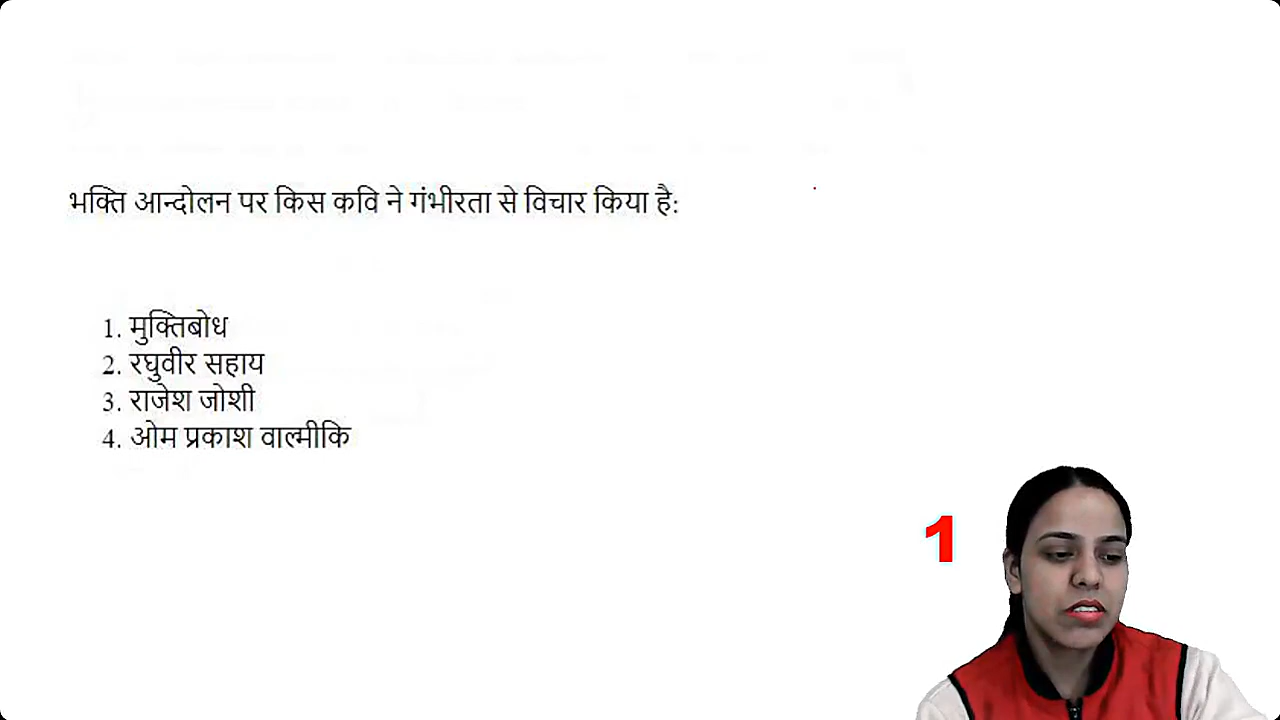 भक्ति आन्दोलन पर किस कवि ने गंभीरता से विचार किया है:
1. मुक्तिबोध
2. रघुवीर सहाय
3. राजेश जोशी
4. ओम प्रकाश वाल्मीकि
1